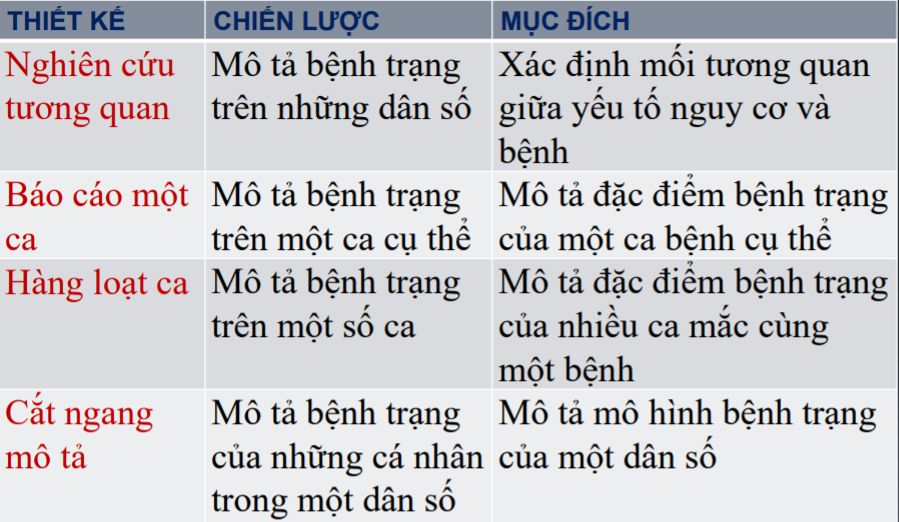 THIẾT KẾ
CHIẾN LƯỢC
MỤC ĐÍCH
Nghiên cứu
tương quan
Mô tả bệnh trạng
trên những dân số
Xác định mối tương quan
giữa yếu tố nguy cơ và
bệnh
Báo cáo một
ca
Mô tả bệnh trạng
trên một ca cụ thể
Mô tả đặc điểm bệnh trạng
của một ca bệnh cụ thể
Hàng loạt ca
Mô tả bệnh trạng
trên một số ca
Mô tả đặc điểm bệnh trạng
của nhiều ca mắc cùng
một bệnh
Cắt ngang
mô tả
Mô tả bệnh trạng
của những cá nhân
trong một dân số
Mô tả mô hình bệnh trạng
của một dân số